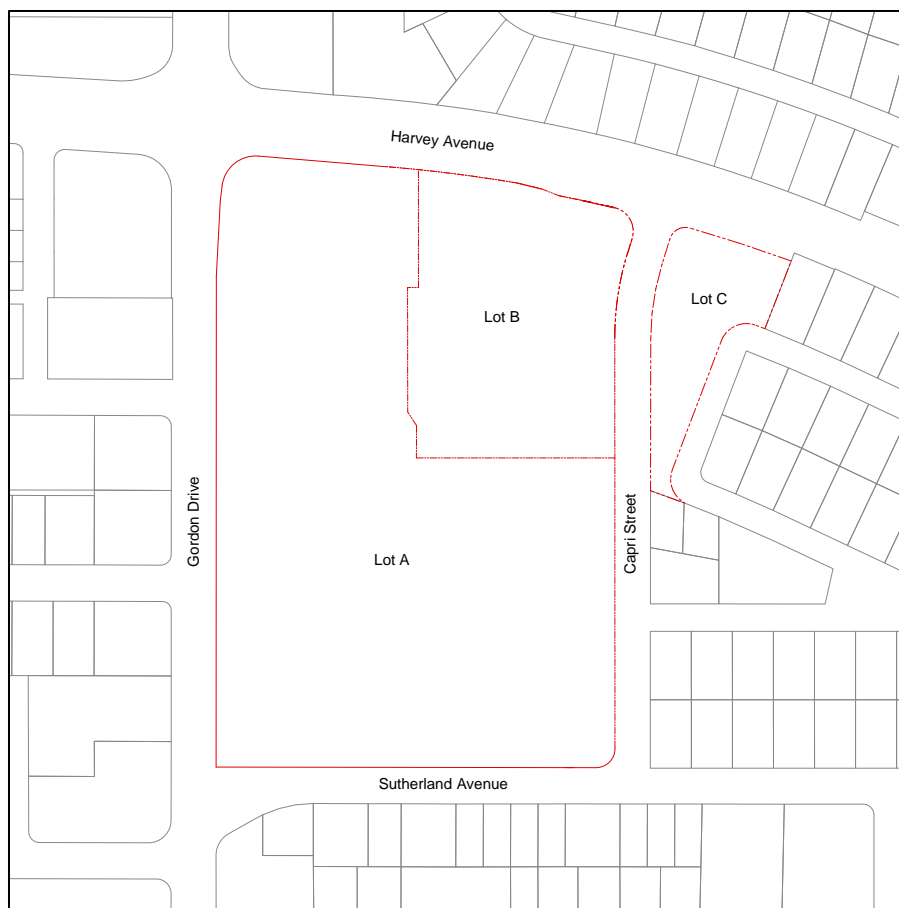 Harvey Avenue
Lot C
Lot B
Gordon Drive
Capri Street
Lot A
Sutherland Avenue